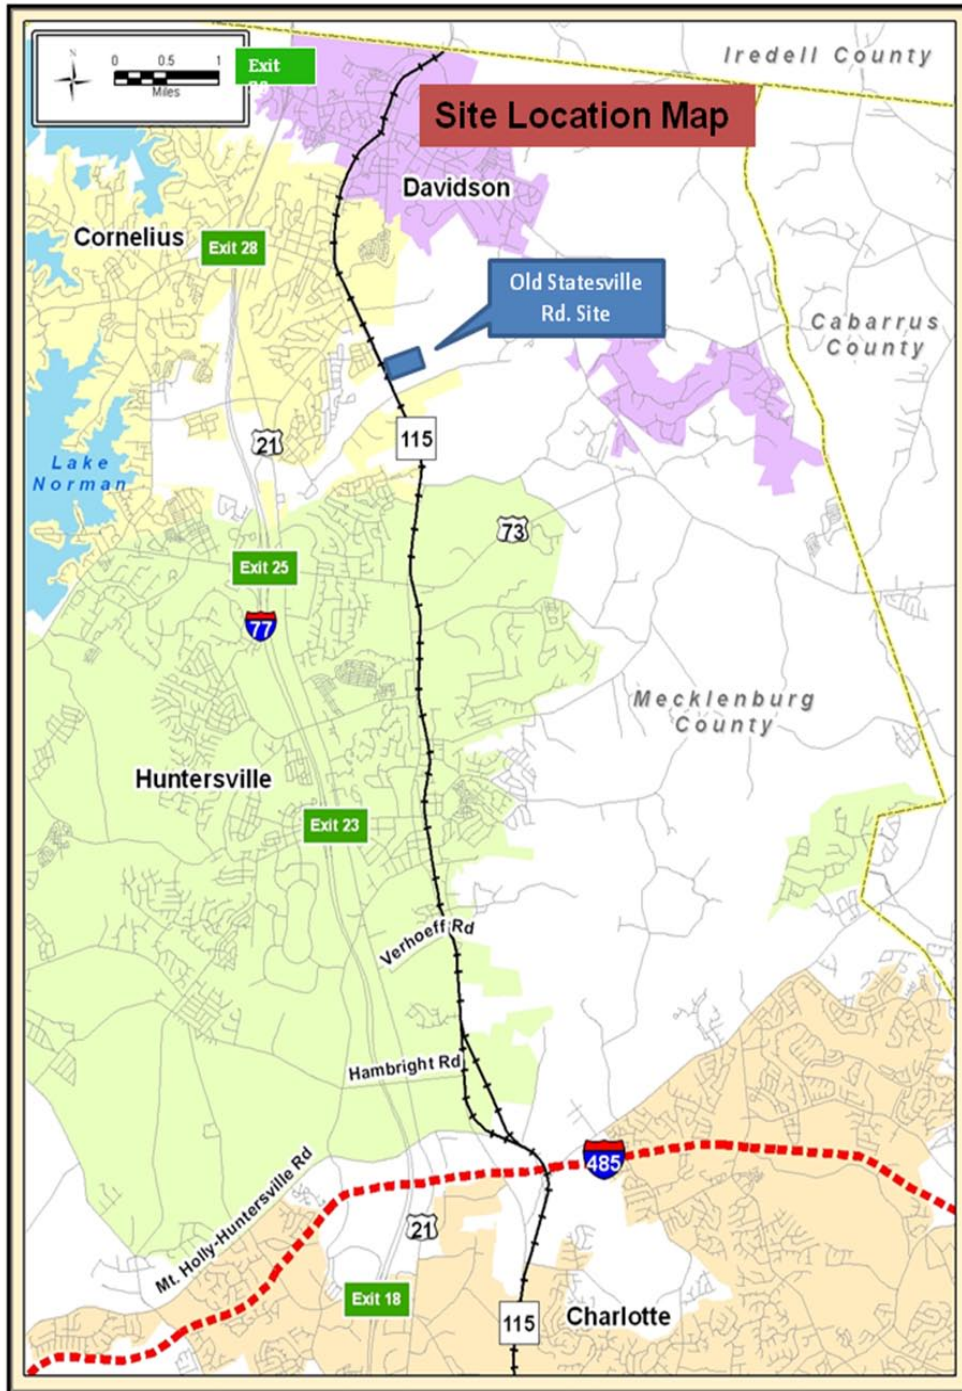 N
0 0.5 1
Miles
Exit
Iredell County
Site Location Map
Davidson
Cornelius
Exit 28
Old Statesville
Rd. Site
Cabarrus
County
21
115
Lake
Norman
73
Exit 25
77
Mecklenburg
County
Huntersville
Exit 23
Verhoeff Rd
Hambright Rd
485
Mt. Holly-Huntersville Rd
21
Exit 18
115
Charlotte